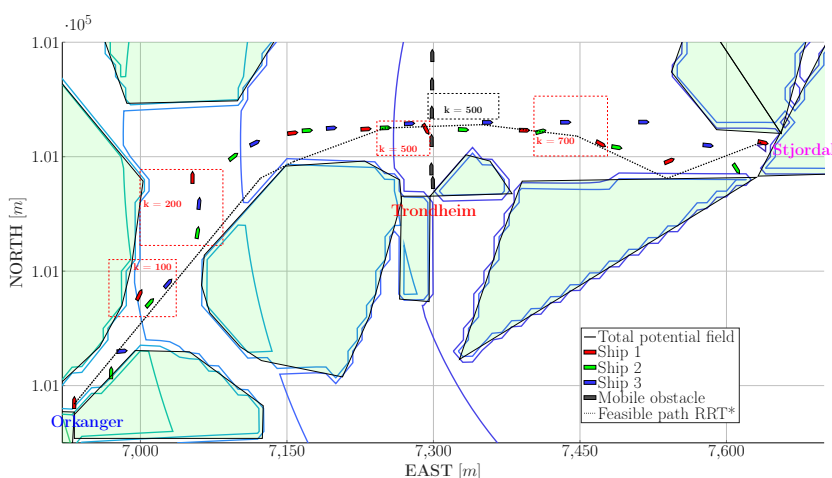 ·10⁵
1.01
1.01
1.01
1.01
NORTH [m]
k = 500
k = 500
k = 700
Stjordal
k = 200
Trondheim
k = 100
Total potential field
Ship 1
Ship 2
Ship 3
Mobile obstacle
Feasible path RRT*
Orkanger
7,000 7,150 7,300 7,450 7,600
EAST [m]